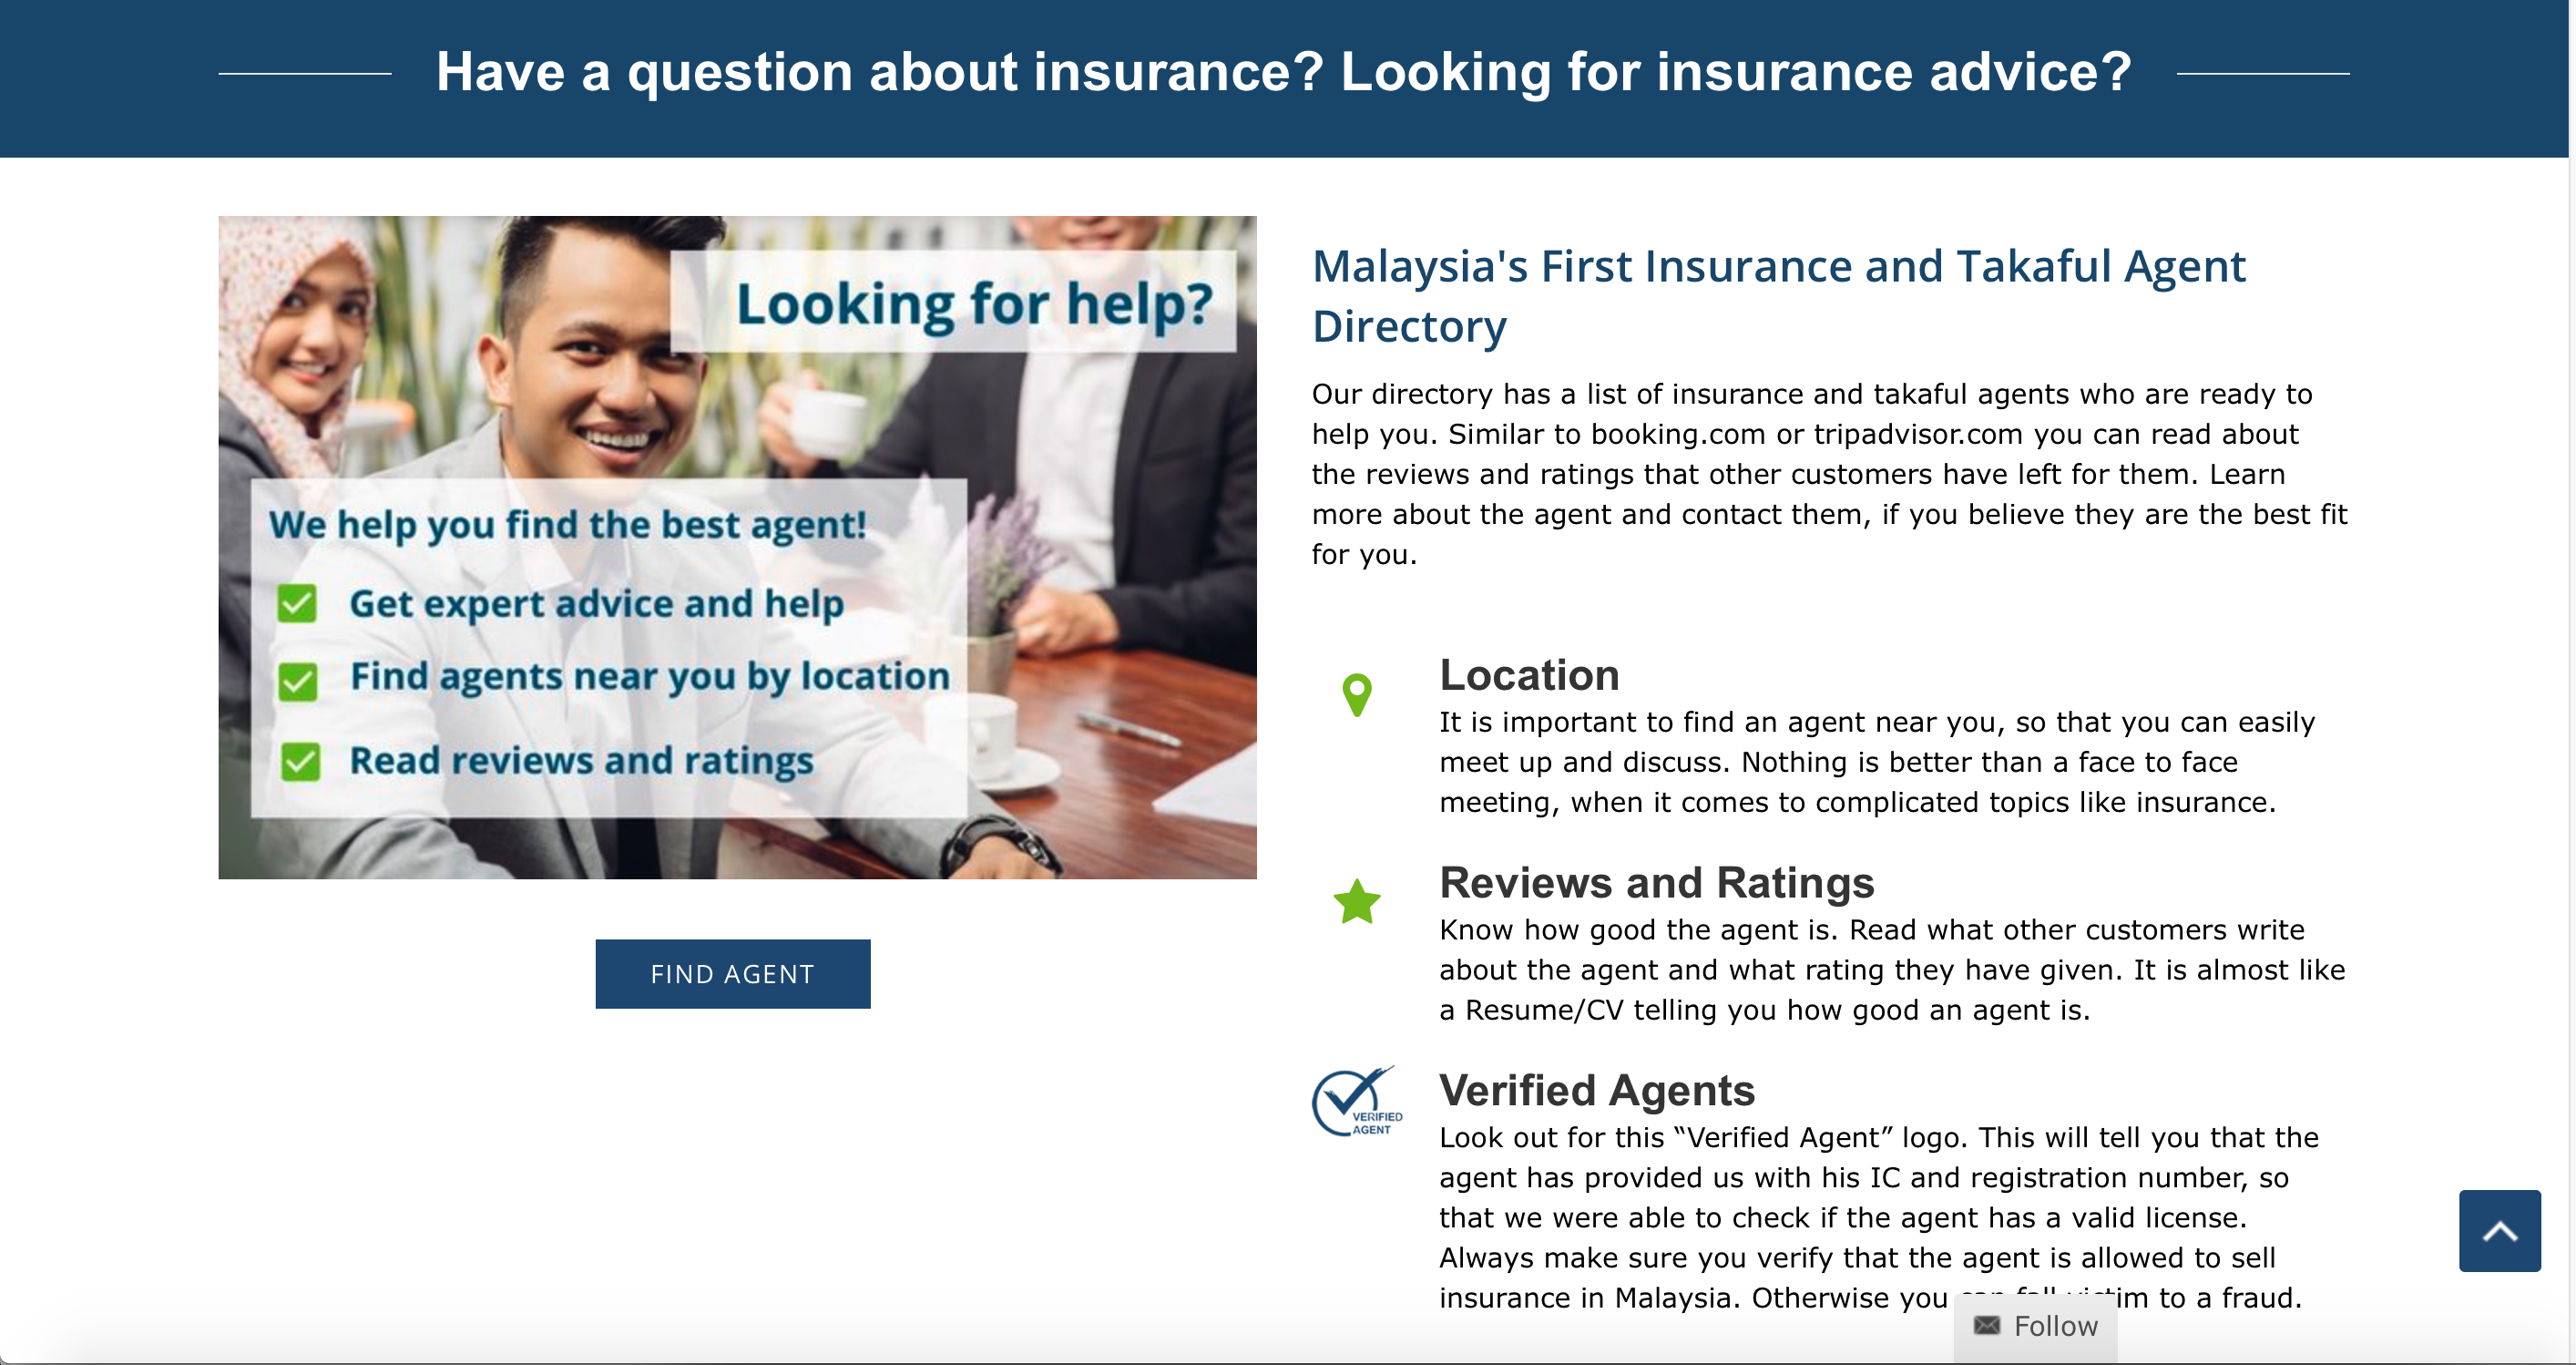 Have a question about insurance? Looking for insurance advice?
Looking for help?
We help you find the best agent!
Get expert advice and help
Find agents near you by location
Read reviews and ratings
FIND AGENT
Malaysia's First Insurance and Takaful Agent
Directory
Our directory has a list of insurance and takaful agents who are ready to
help you. Similar to booking.com or tripadvisor.com you can read about
the reviews and ratings that other customers have left for them. Learn
more about the agent and contact them, if you believe they are the best fit
for you.
Location
It is important to find an agent near you, so that you can easily
meet up and discuss. Nothing is better than a face to face
meeting, when it comes to complicated topics like insurance.
Reviews and Ratings
Know how good the agent is. Read what other customers write
about the agent and what rating they have given. It is almost like
a Resume/CV telling you how good an agent is.
VERIFIED
AGENT
Verified Agents
Look out for this “Verified Agent” logo. This will tell you that the
agent has provided us with his IC and registration number, so
that we were able to check if the agent has a valid license.
Always make sure you verify that the agent is allowed to sell
insurance in Malaysia. Otherwise you can fall victim to a fraud.
Follow